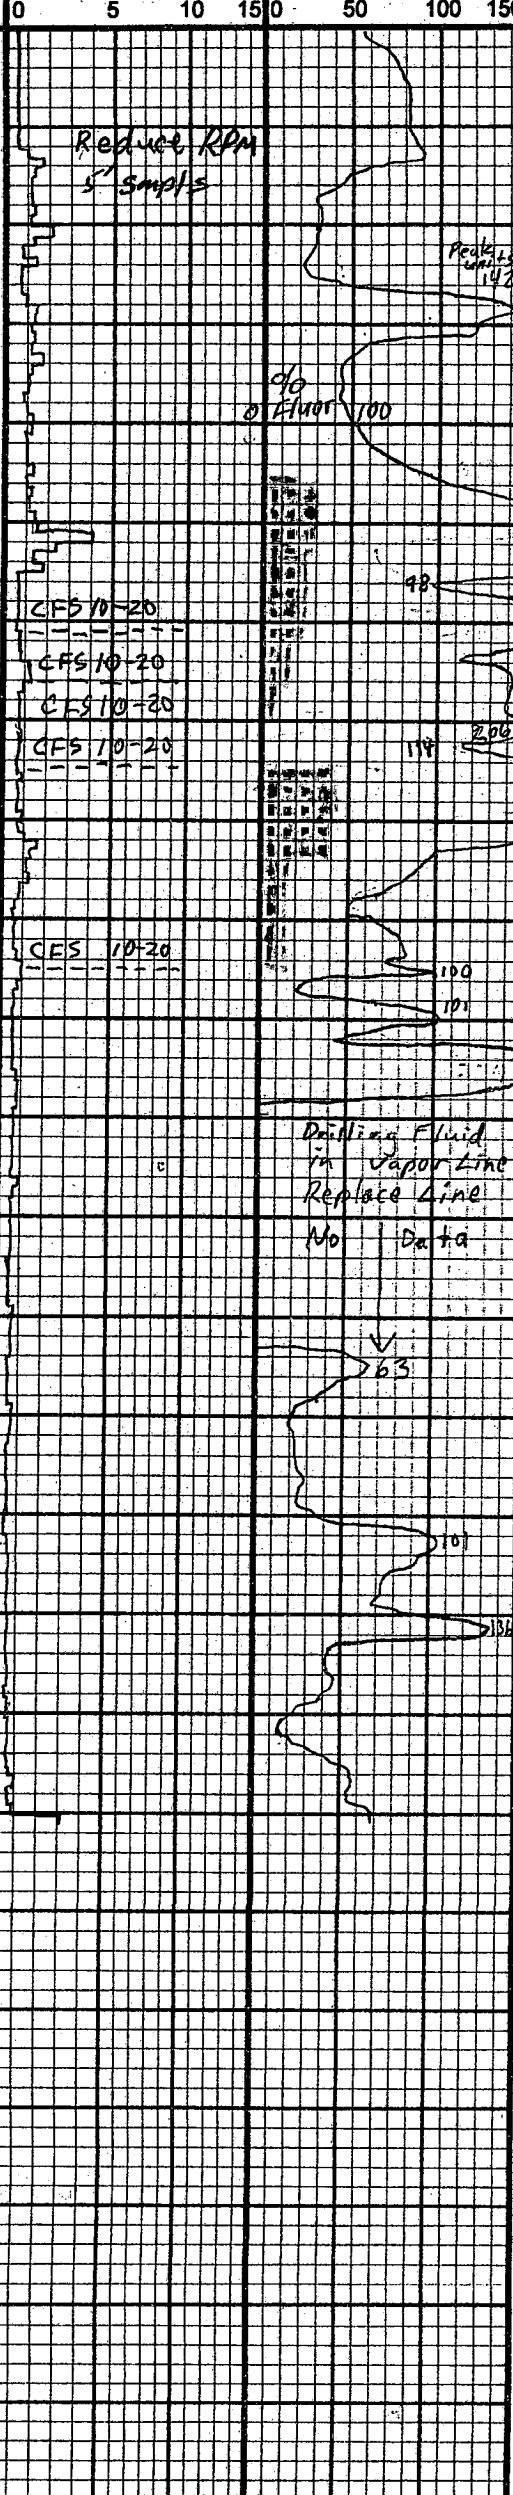 0 5 10 15 0 50 100 150
Reduce RPM
5' smpls
Peak
units
142
%
0 Fluor 100
98
CFS 10-20
CFS 10-20
CFS 10-20
CFS 10-20
114 206
CFS 10-20
100
101
Drilling Fluid
in Vapor Line
Replace Line
No Data
63
101
136